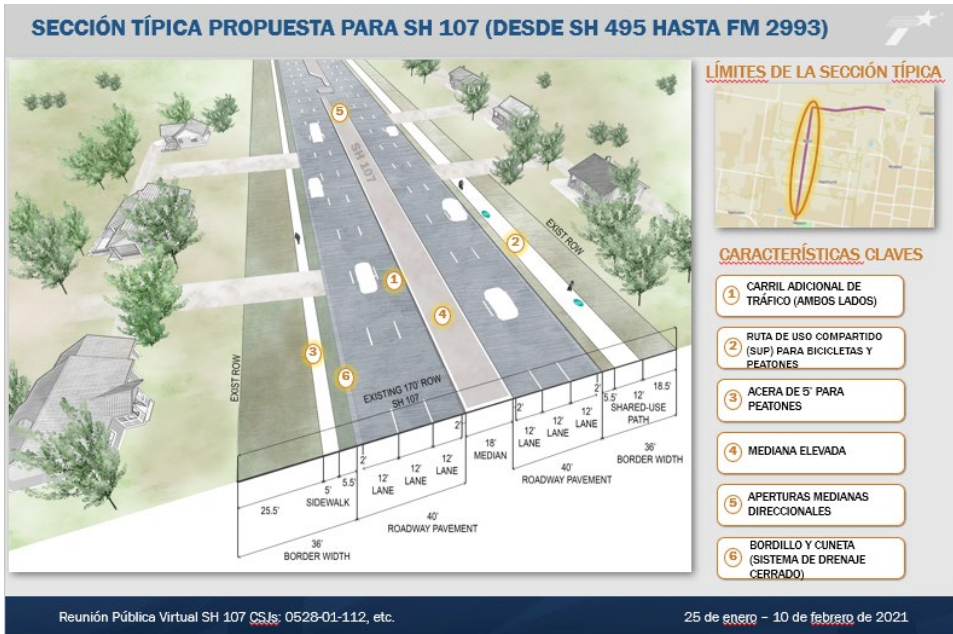 SECCIÓN TÍPICA PROPUESTA PARA SH 107 (DESDE SH 495 HASTA FM 2993)
LÍMITES DE LA SECCIÓN TÍPICA
CARACTERÍSTICAS CLAVES
1 CARRIL ADICIONAL DE
TRÁFICO (AMBOS LADOS)
2 RUTA DE USO COMPARTIDO
(SUP) PARA BICICLETAS Y
PEATONES
3 ACERA DE 5' PARA
PEATONES
4 MEDIANA ELEVADA
5 APERTURAS MEDIANAS
DIRECCIONALES
6 BORDILLO Y CUNETA
(SISTEMA DE DRENAJE
CERRADO)
5
SH 107
2
EXIST ROW
1
4
3
6
EXIST ROW
EXISTING 170' ROW
SH 107
25.5'
5'
SIDEWALK
5.5'
2'
12'
LANE
12'
LANE
12'
LANE
2'
18'
MEDIAN
2'
12'
LANE
12'
LANE
12'
LANE
2'
5.5'
12'
SHARED-USE
PATH
18.5'
36'
BORDER WIDTH
40'
ROADWAY PAVEMENT
40'
ROADWAY PAVEMENT
36'
BORDER WIDTH
Reunión Pública Virtual SH 107 CSJs: 0528-01-112, etc.
25 de enero – 10 de febrero de 2021